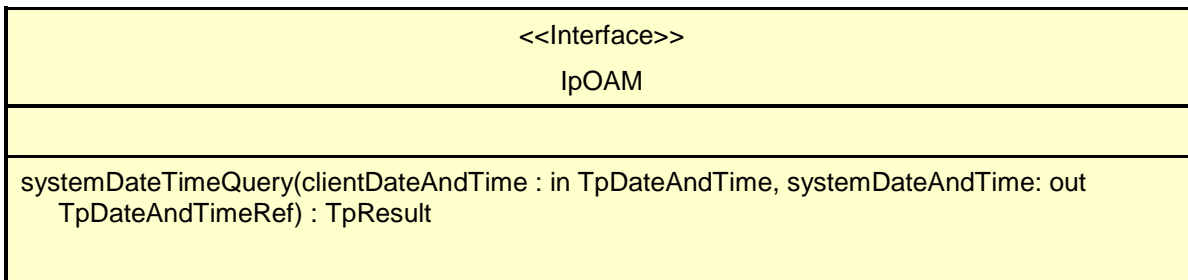 <<Interface>>
IpOAM
systemDateTimeQuery(clientDateAndTime : in TpDateAndTime, systemDateAndTime: out
TpDateAndTimeRef) : TpResult